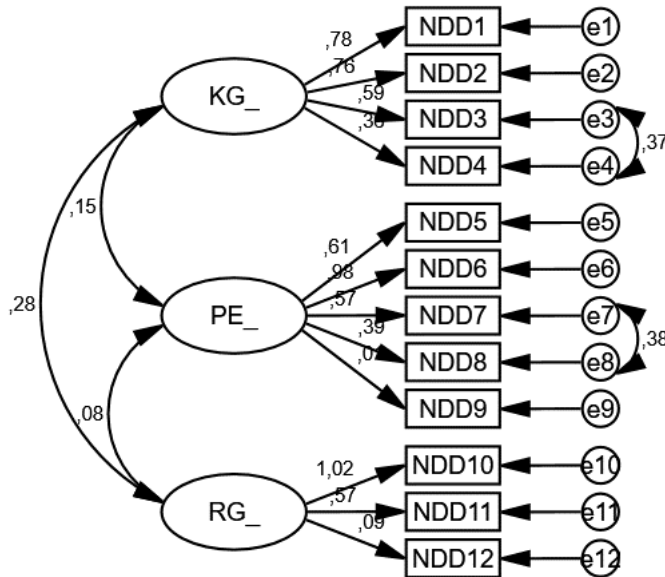 ,78
NDD1
e1
,76
NDD2
e2
KG_
,59
NDD3
e3
,37
NDD4
e4
,15
,61
NDD5
e5
,98
NDD6
e6
,28
PE_
,57
NDD7
e7
,38
,39
NDD8
e8
NDD9
e9
,08
1,02
NDD10
e10
RG_
,57
NDD11
e11
,09
NDD12
e12